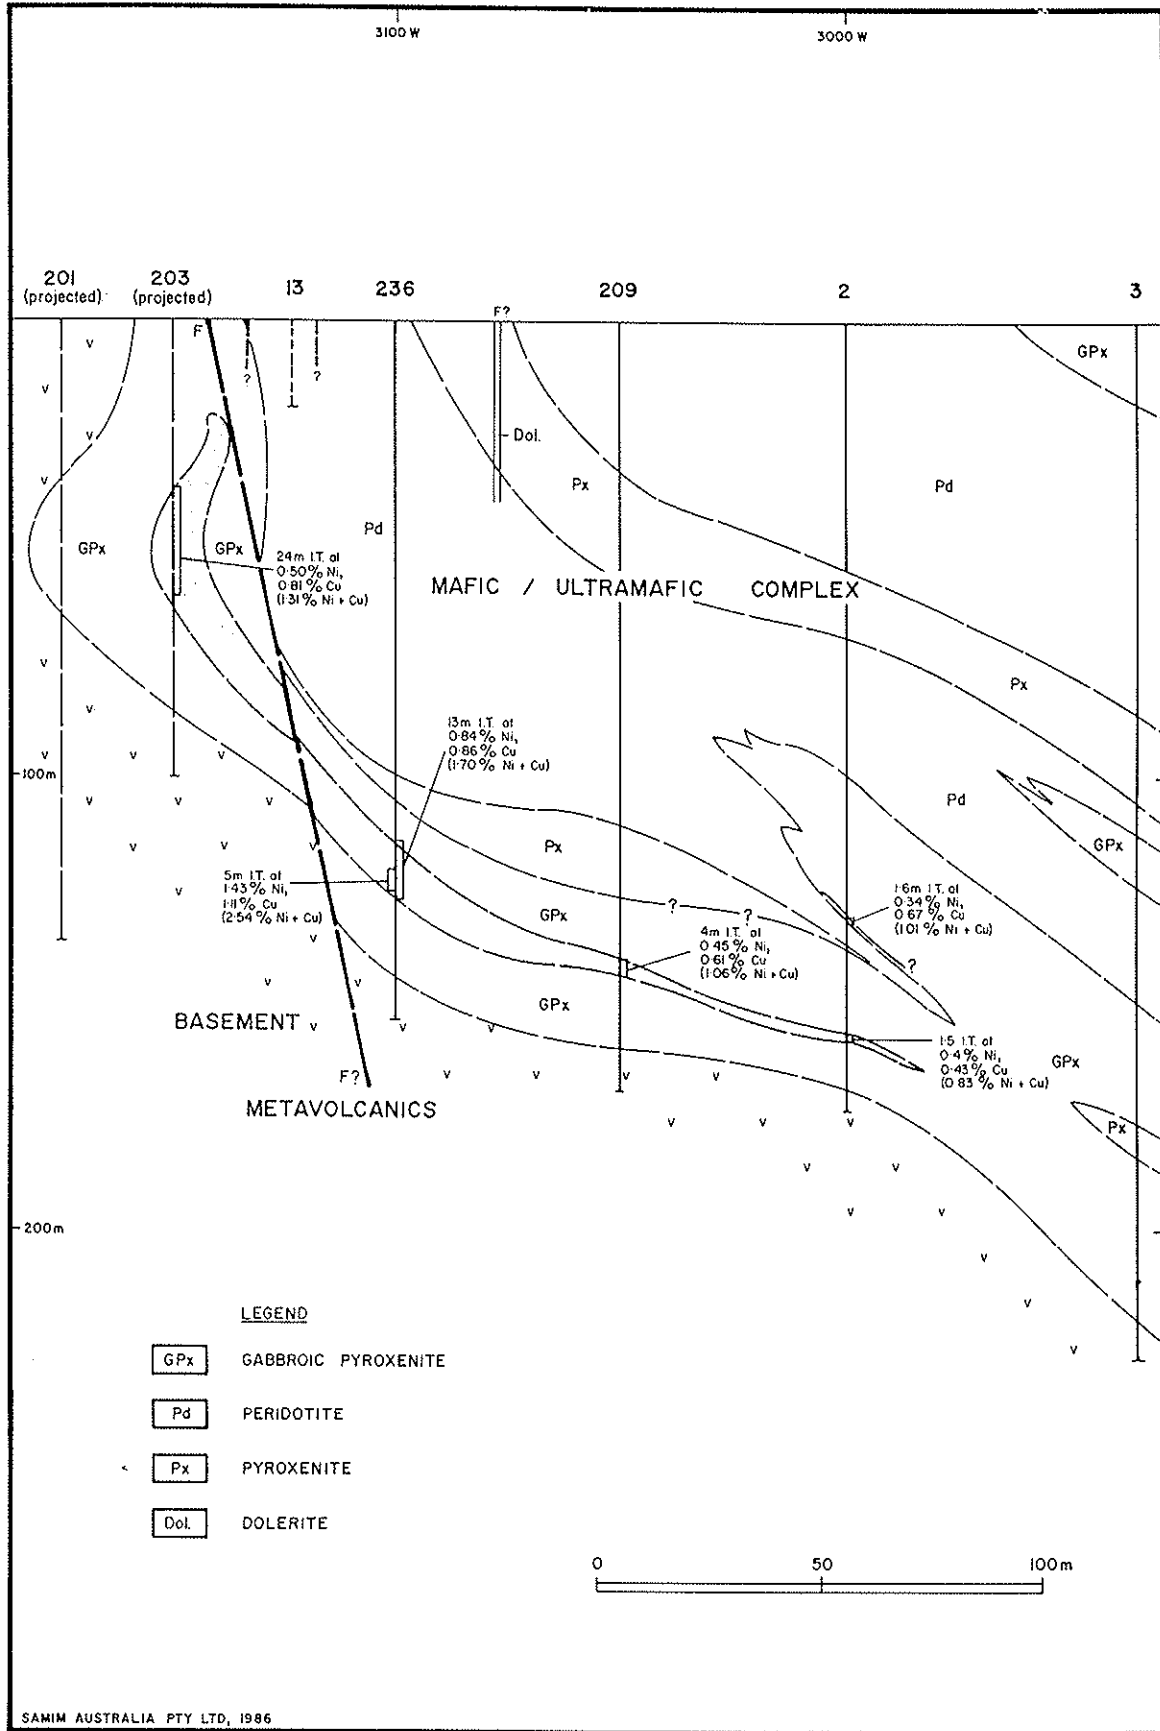 3100 W
3000 W
201
(projected)
203
(projected)
13
236
209
2
3
F
F?
v
GPx
v
?
?
v
Dol.
v
Px
Pd
Pd
GPx
GPx
24m I.T. of
0·50% Ni,
0·81% Cu
(1·31% Ni + Cu)
MAFIC / ULTRAMAFIC COMPLEX
v
Px
v
13m I.T. of
0·84% Ni,
0·86% Cu
(1·70% Ni + Cu)
v v v
100m
v v v
Pd
v v v
Px
GPx
5m I.T. of
1·43% Ni,
1·11% Cu
(2·54% Ni + Cu)
v
1·6m I.T. of
0·34% Ni,
0·67% Cu
(1·01% Ni + Cu)
GPx
? ?
4m I.T. of
0·45% Ni,
0·61% Cu
(1·06% Ni + Cu)
v
?
v v
GPx
BASEMENT v v v
1·5 I.T. of
0·4% Ni,
0·43% Cu
(0·83% Ni + Cu)
GPx
F?
v v v v
METAVOLCANICS
v v v
Px
v v
v v
200m
v
v
v
LEGEND
GPx GABBROIC PYROXENITE
Pd PERIDOTITE
Px PYROXENITE
Dol. DOLERITE
0 50 100m
SAMIM AUSTRALIA PTY LTD, 1986